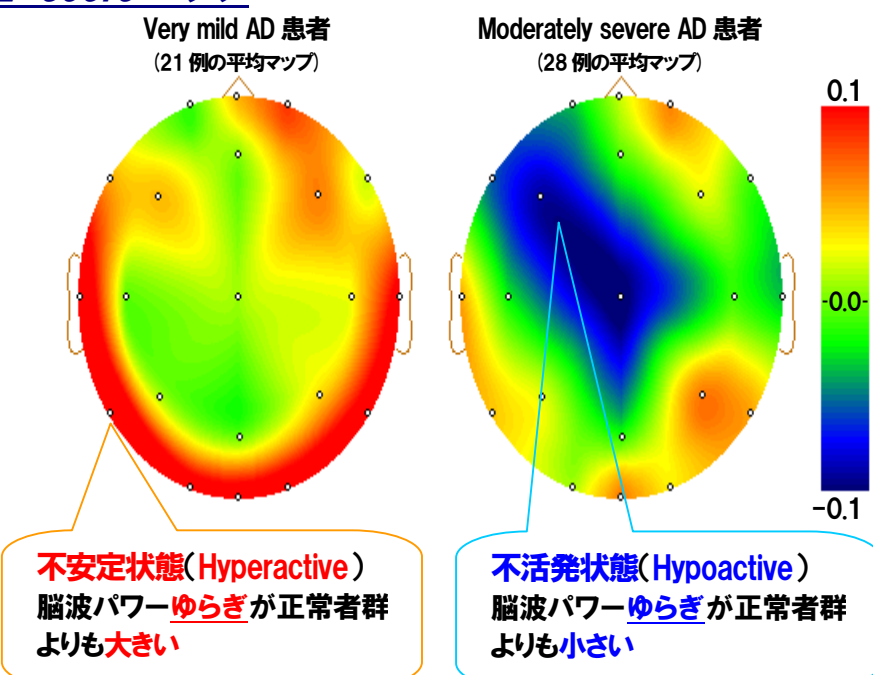 Very mild AD 患者
(21 例の平均マップ)
Moderately severe AD 患者
(28 例の平均マップ)
0.1
-0.0-
-0.1
不安定状態(Hyperactive)
脳波パワーゆらぎが正常者群
よりも大きい
不活発状態(Hypoactive)
脳波パワーゆらぎが正常者群
よりも小さい